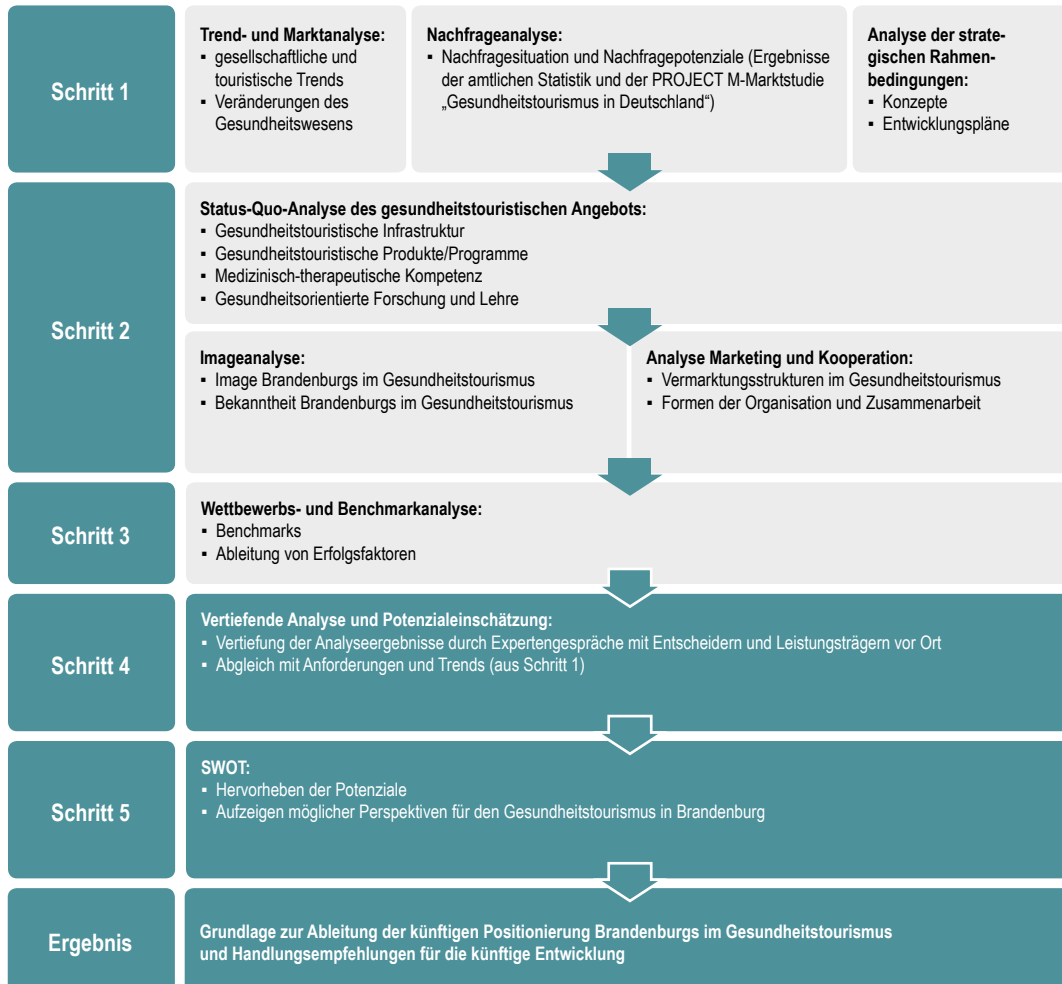 Schritt 1
Trend- und Marktanalyse:
▪ gesellschaftliche und
touristische Trends
▪ Veränderungen des
Gesundheitswesens
Nachfrageanalyse:
▪ Nachfragesituation und Nachfragepotenziale (Ergebnisse
der amtlichen Statistik und der PROJECT M-Marktstudie
„Gesundheitstourismus in Deutschland“)
Analyse der strate-
gischen Rahmen-
bedingungen:
▪ Konzepte
▪ Entwicklungspläne
Schritt 2
Status-Quo-Analyse des gesundheitstouristischen Angebots:
▪ Gesundheitstouristische Infrastruktur
▪ Gesundheitstouristische Produkte/Programme
▪ Medizinisch-therapeutische Kompetenz
▪ Gesundheitsorientierte Forschung und Lehre
Imageanalyse:
▪ Image Brandenburgs im Gesundheitstourismus
▪ Bekanntheit Brandenburgs im Gesundheitstourismus
Analyse Marketing und Kooperation:
▪ Vermarktungsstrukturen im Gesundheitstourismus
▪ Formen der Organisation und Zusammenarbeit
Schritt 3
Wettbewerbs- und Benchmarkanalyse:
▪ Benchmarks
▪ Ableitung von Erfolgsfaktoren
Schritt 4
Vertiefende Analyse und Potenzialeinschätzung:
▪ Vertiefung der Analyseergebnisse durch Expertengespräche mit Entscheidern und Leistungsträgern vor Ort
▪ Abgleich mit Anforderungen und Trends (aus Schritt 1)
Schritt 5
SWOT:
▪ Hervorheben der Potenziale
▪ Aufzeigen möglicher Perspektiven für den Gesundheitstourismus in Brandenburg
Ergebnis
Grundlage zur Ableitung der künftigen Positionierung Brandenburgs im Gesundheitstourismus
und Handlungsempfehlungen für die künftige Entwicklung